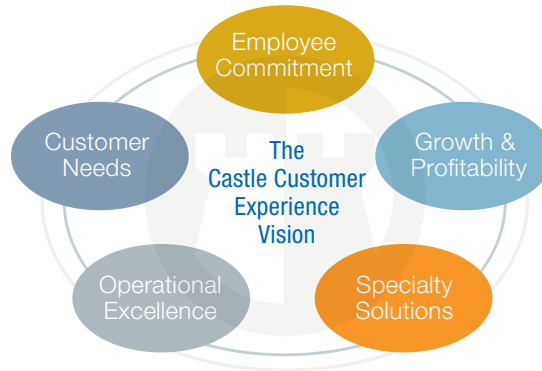 Employee
Commitment
Customer
Needs
The
Castle Customer
Experience
Vision
Growth &
Profitability
Operational
Excellence
Specialty
Solutions